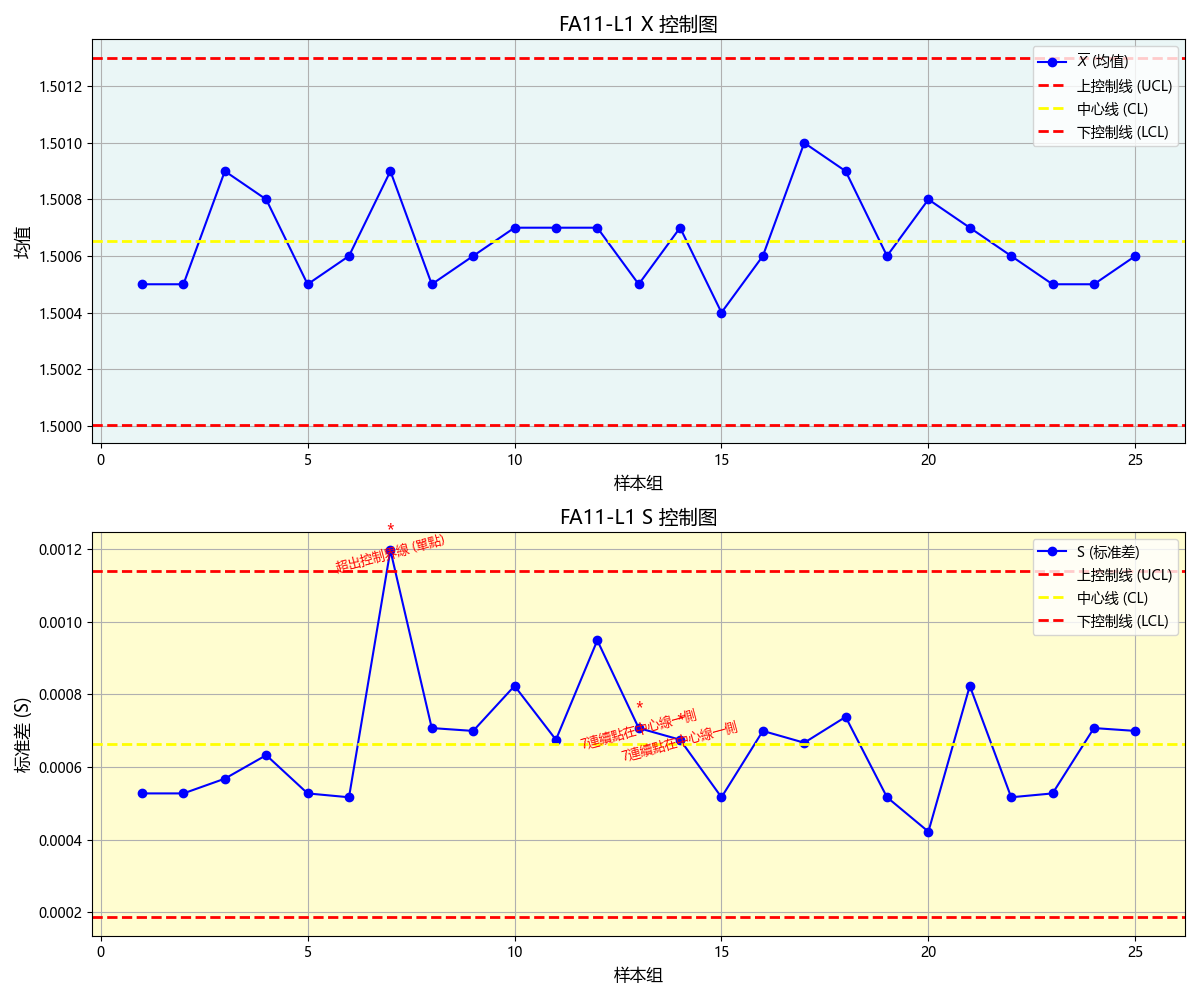 FA11-L1 X 控制图
X (均值)
上控制线 (UCL)
中心线 (CL)
下控制线 (LCL)
均值
1.5012
1.5010
1.5008
1.5006
1.5004
1.5002
1.5000
0 5 10 15 20 25
样本组
FA11-L1 S 控制图
S (标准差)
上控制线 (UCL)
中心线 (CL)
下控制线 (LCL)
标准差 (S)
0.0012
0.0010
0.0008
0.0006
0.0004
0.0002
*
超出控制界線 (單點)
*
7連續點在中心線一側
*
7連續點在中心線一側
0 5 10 15 20 25
样本组